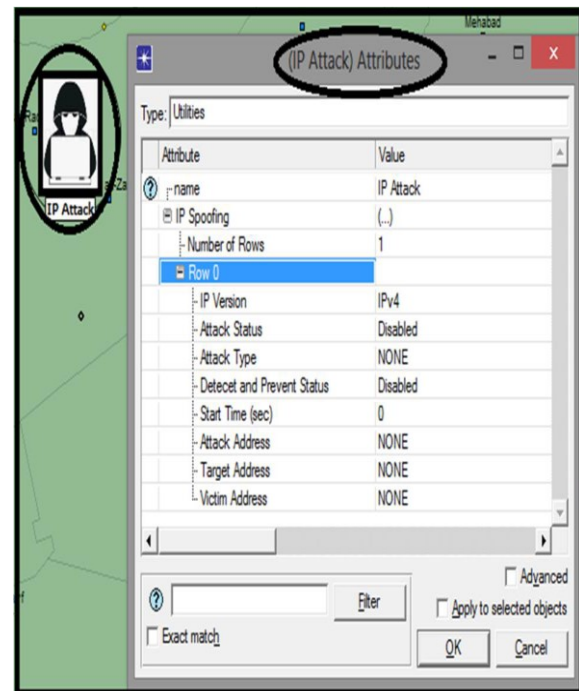 Mehabad
(IP Attack) Attributes
Type: Utilities
Attribute Value
name IP Attack
IP Spoofing (...)
Number of Rows 1
Row 0
IP Version IPv4
Attack Status Disabled
Attack Type NONE
Detecet and Prevent Status Disabled
Start Time (sec) 0
Attack Address NONE
Target Address NONE
Victim Address NONE
Advanced
Filter
Apply to selected objects
Exact match
OK Cancel
IP Attack